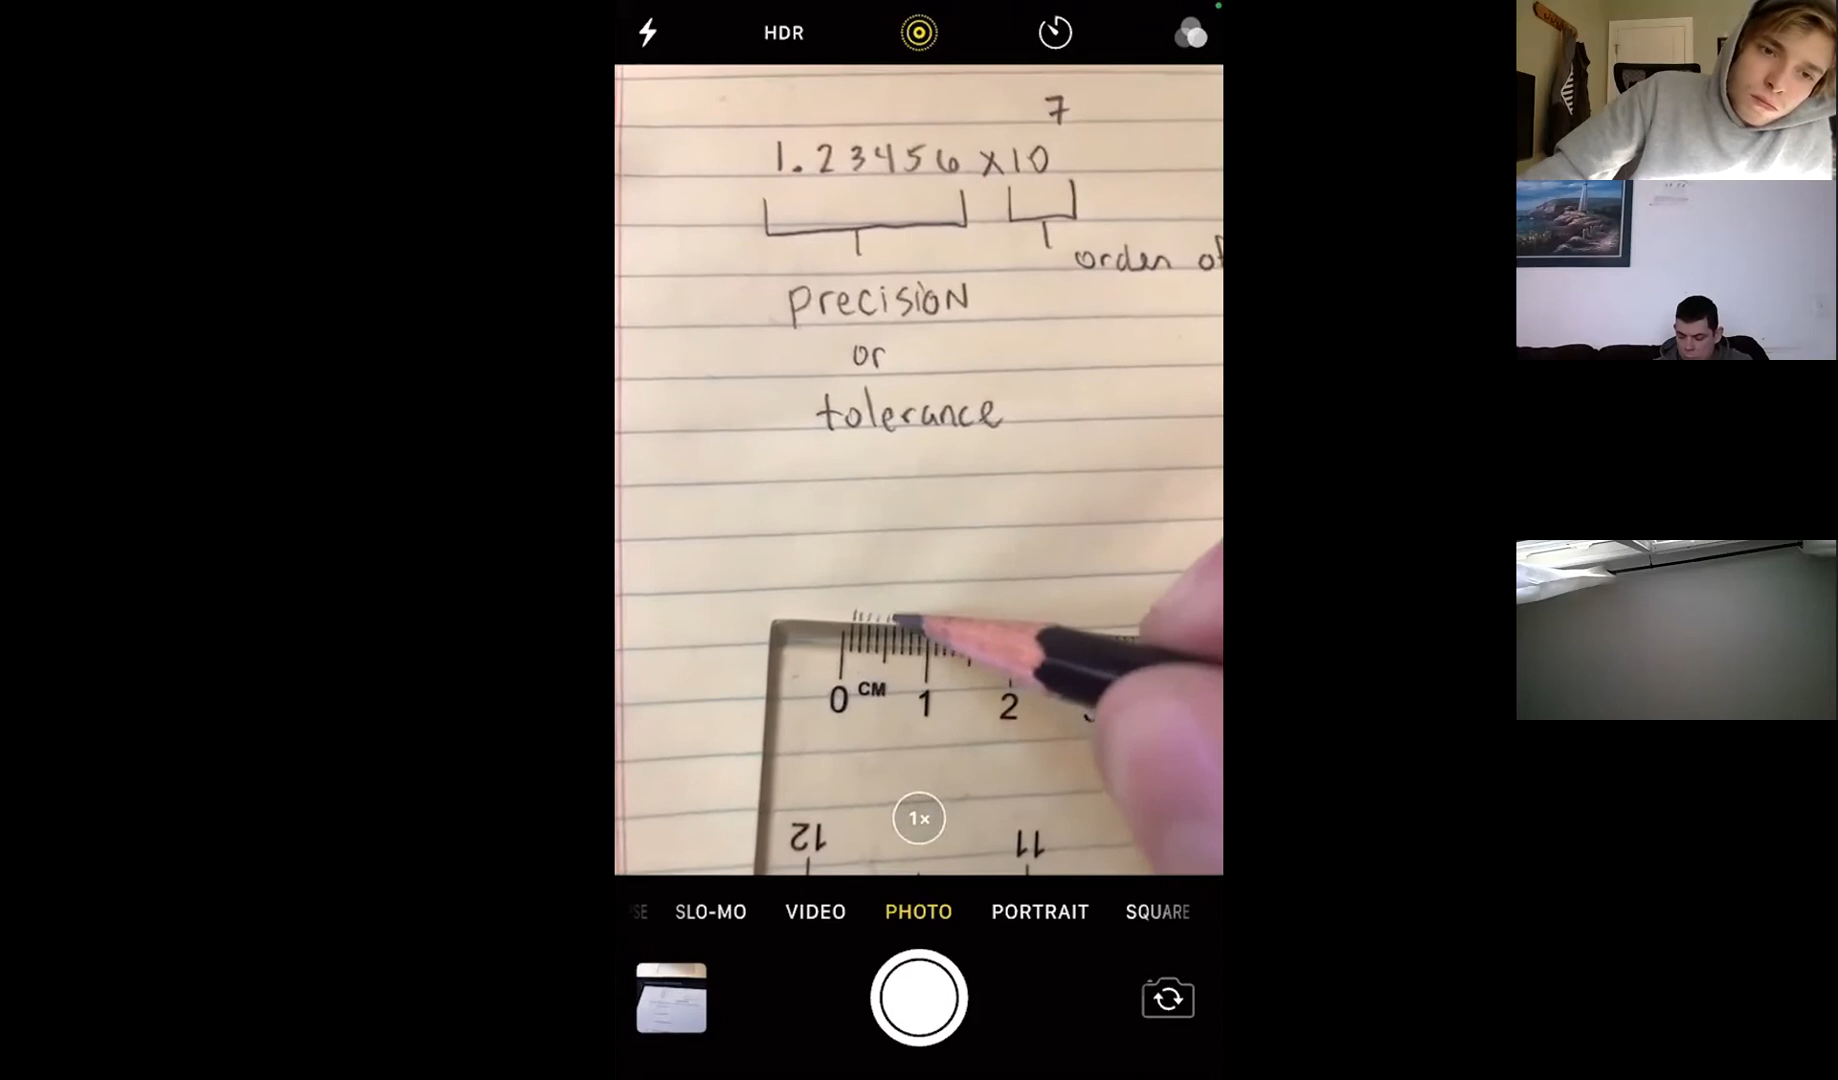 HDR
7
1.23456 x10
order of
precision
or
tolerance
0 CM 1 2
12 11
1x
SLO-MO VIDEO PHOTO PORTRAIT SQUARE